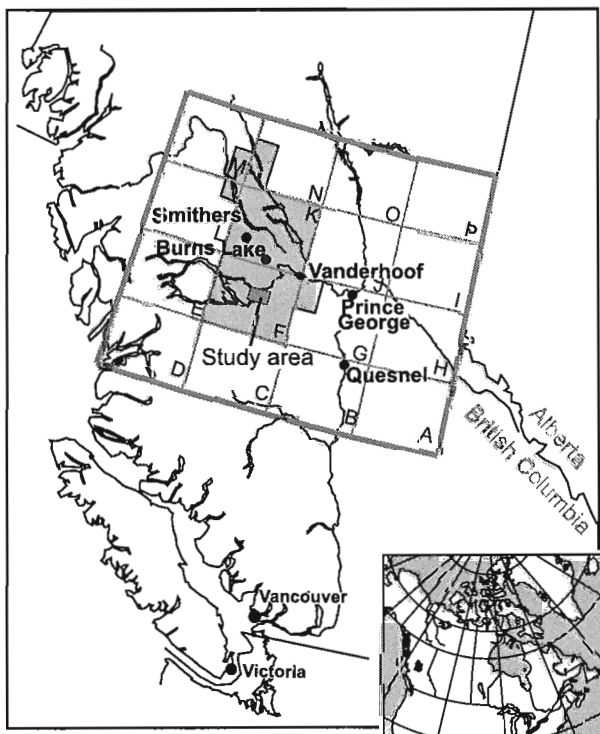 M
N
K
O
P
Smithers
L
Burns Lake
Vanderhoof
J
I
Prince
George
E
F
Study area
G
H
D
Quesnel
C
B
A
Alberta
British Columbia
Vancouver
Victoria